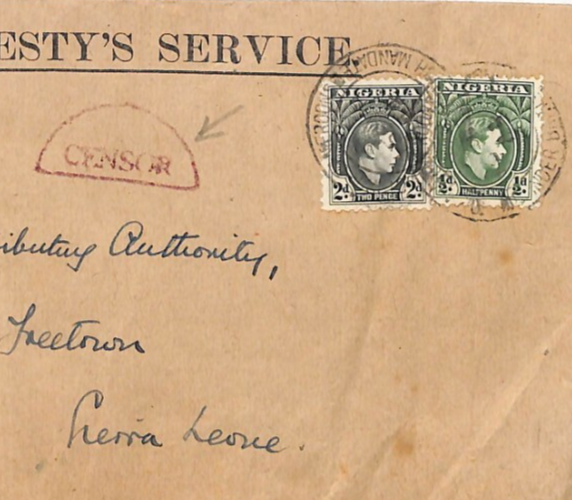 ESTY'S SERVICE
CENSOR
NIGERIA
2d 2d
TWO PENCE
NIGERIA
½d ½d
HALFPENNY
ibuting Authority,
Freetown
Sierra Leone.